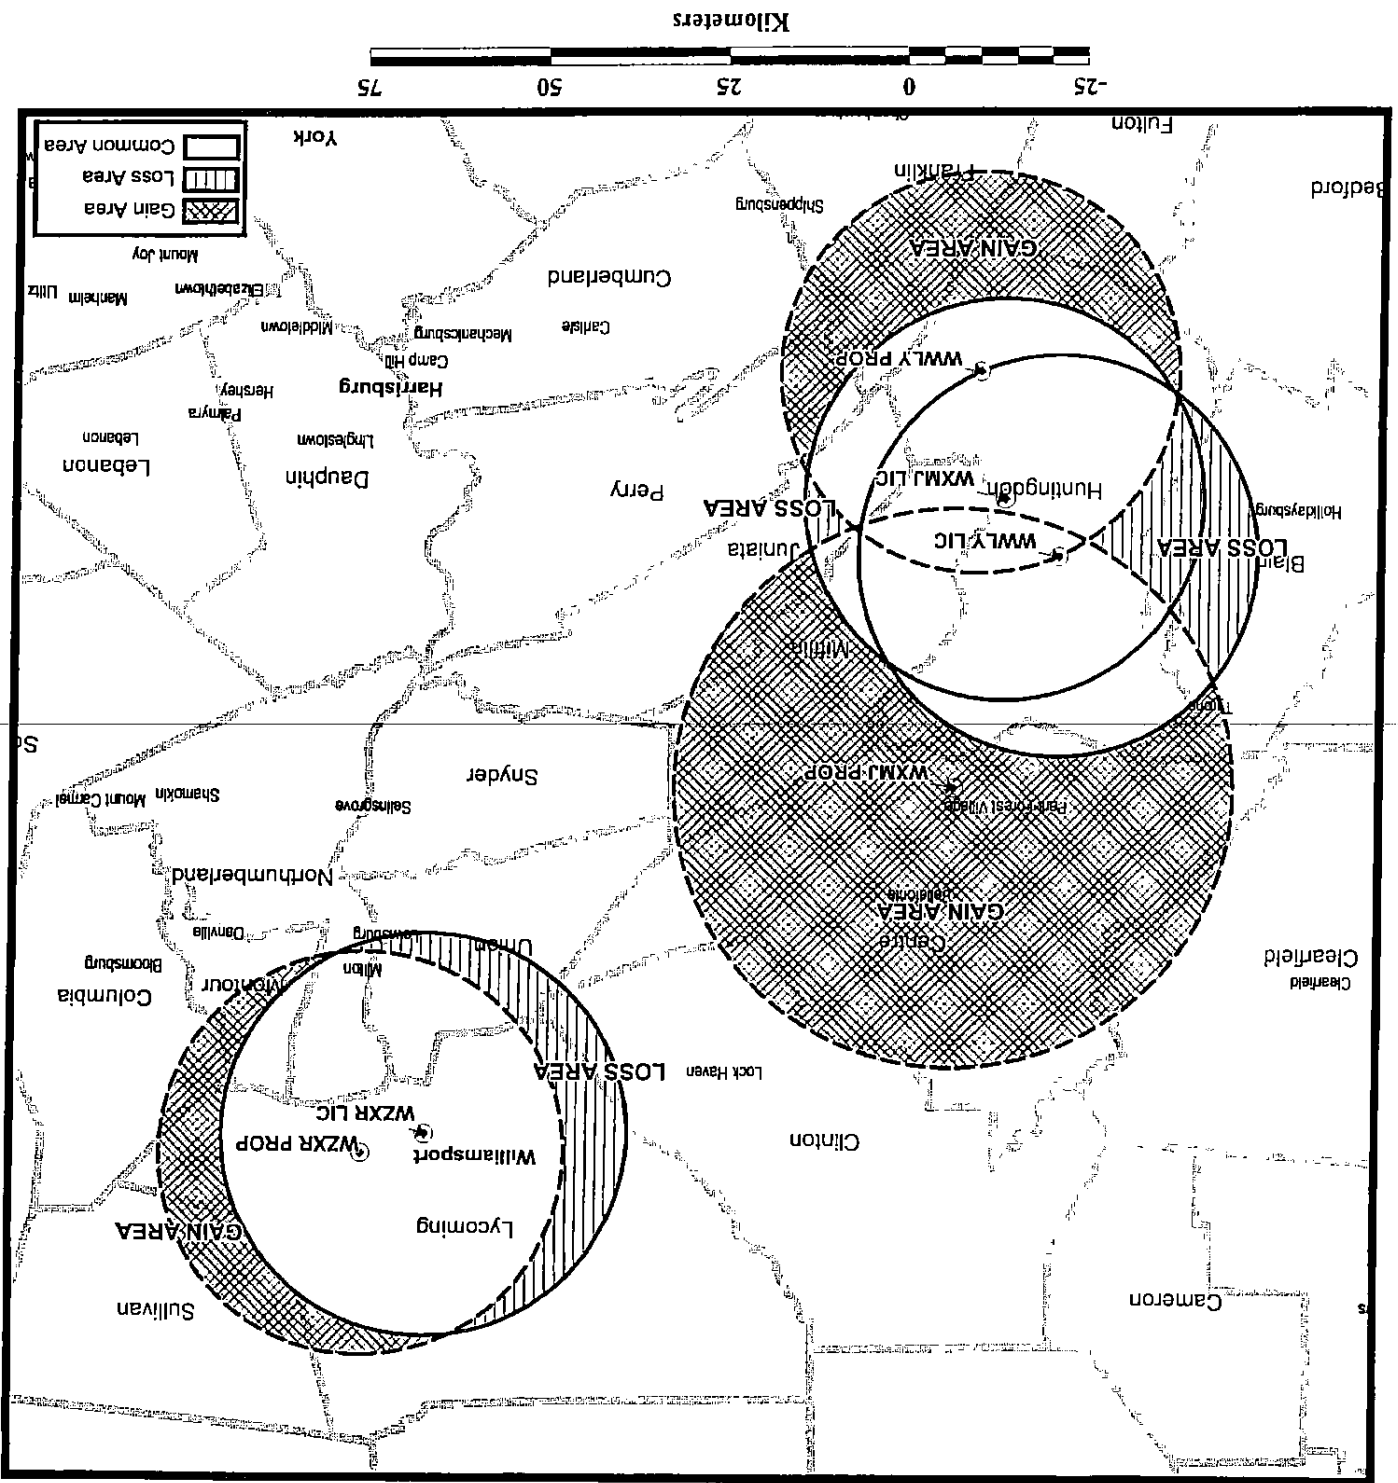 Cameron
Sullivan
Lycoming
GAIN AREA
Williamsport
WZXR PROP
WZXR LIC
Clinton
Lock Haven
LOSS AREA
Clearfield
Clearfield
Columbia
Montour
Milton
Bloomsburg
Union
Lewisburg
Danville
Centre
GAIN AREA
Bellefonte
Northumberland
Park Forest Village
Selinsgrove
Shamokin
Mount Carmel
WXMJ PROP
Snyder
Sc
Tyrone
Mifflin
Blair
LOSS AREA
WWLY LIC
Juniata
Hollidaysburg
LOSS AREA
Huntingdon
WXMJ LIC
Perry
Dauphin
Lebanon
Linglestown
Lebanon
Palmyra
Harrisburg
Hershey
WWLY PROP
Camp Hill
Carlisle
Mechanicsburg
Middletown
Cumberland
Elizabethtown
Manheim
Lititz
GAIN AREA
Mount Joy
Shippensburg
Bedford
Franklin
Fulton
York
Gain Area
Loss Area
Common Area
-25 0 25 50 75
Kilometers